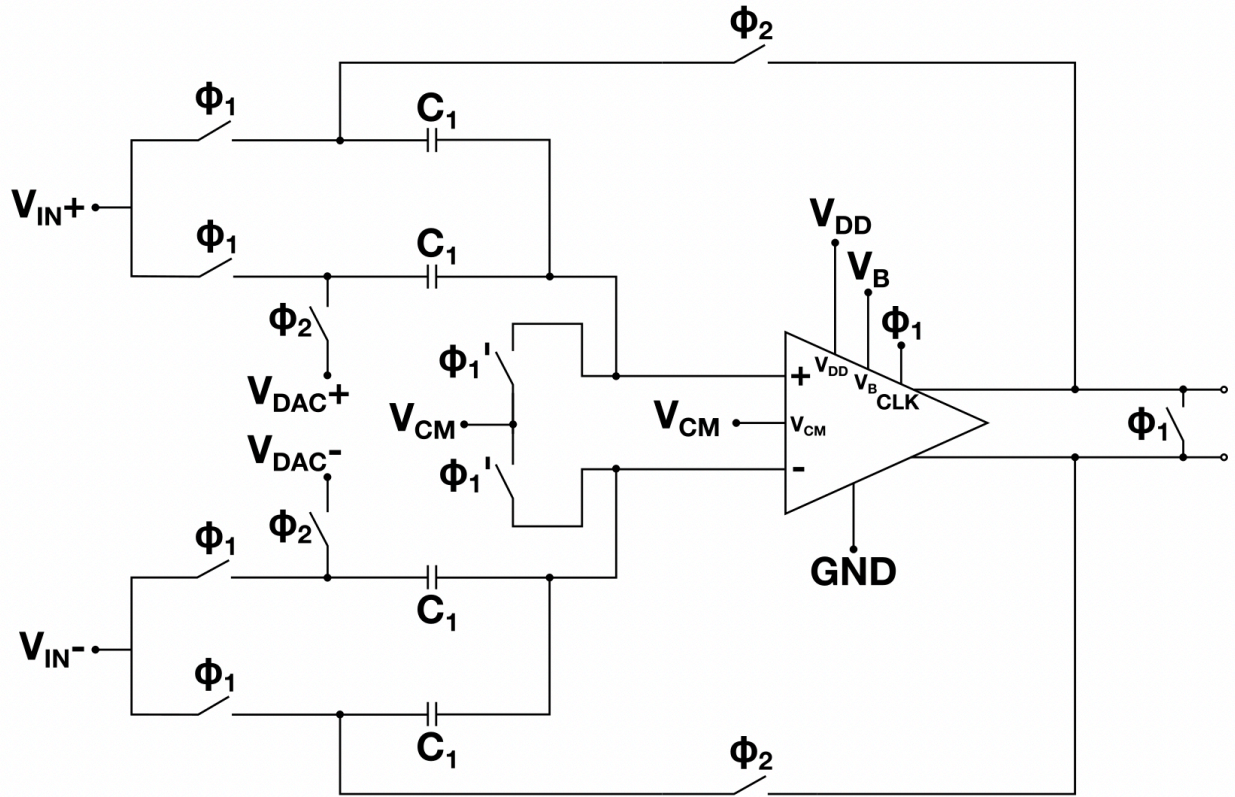 Φ2
Φ1
C1
VIN+
Φ1
C1
VDD
VB
Φ1
Φ2
VDAC+
Φ1'
VCM
VCM
+
VDD
VB
CLK
VCM
-
Φ1
VDAC-
Φ1'
Φ2
Φ1
C1
GND
VIN-
Φ1
C1
Φ2